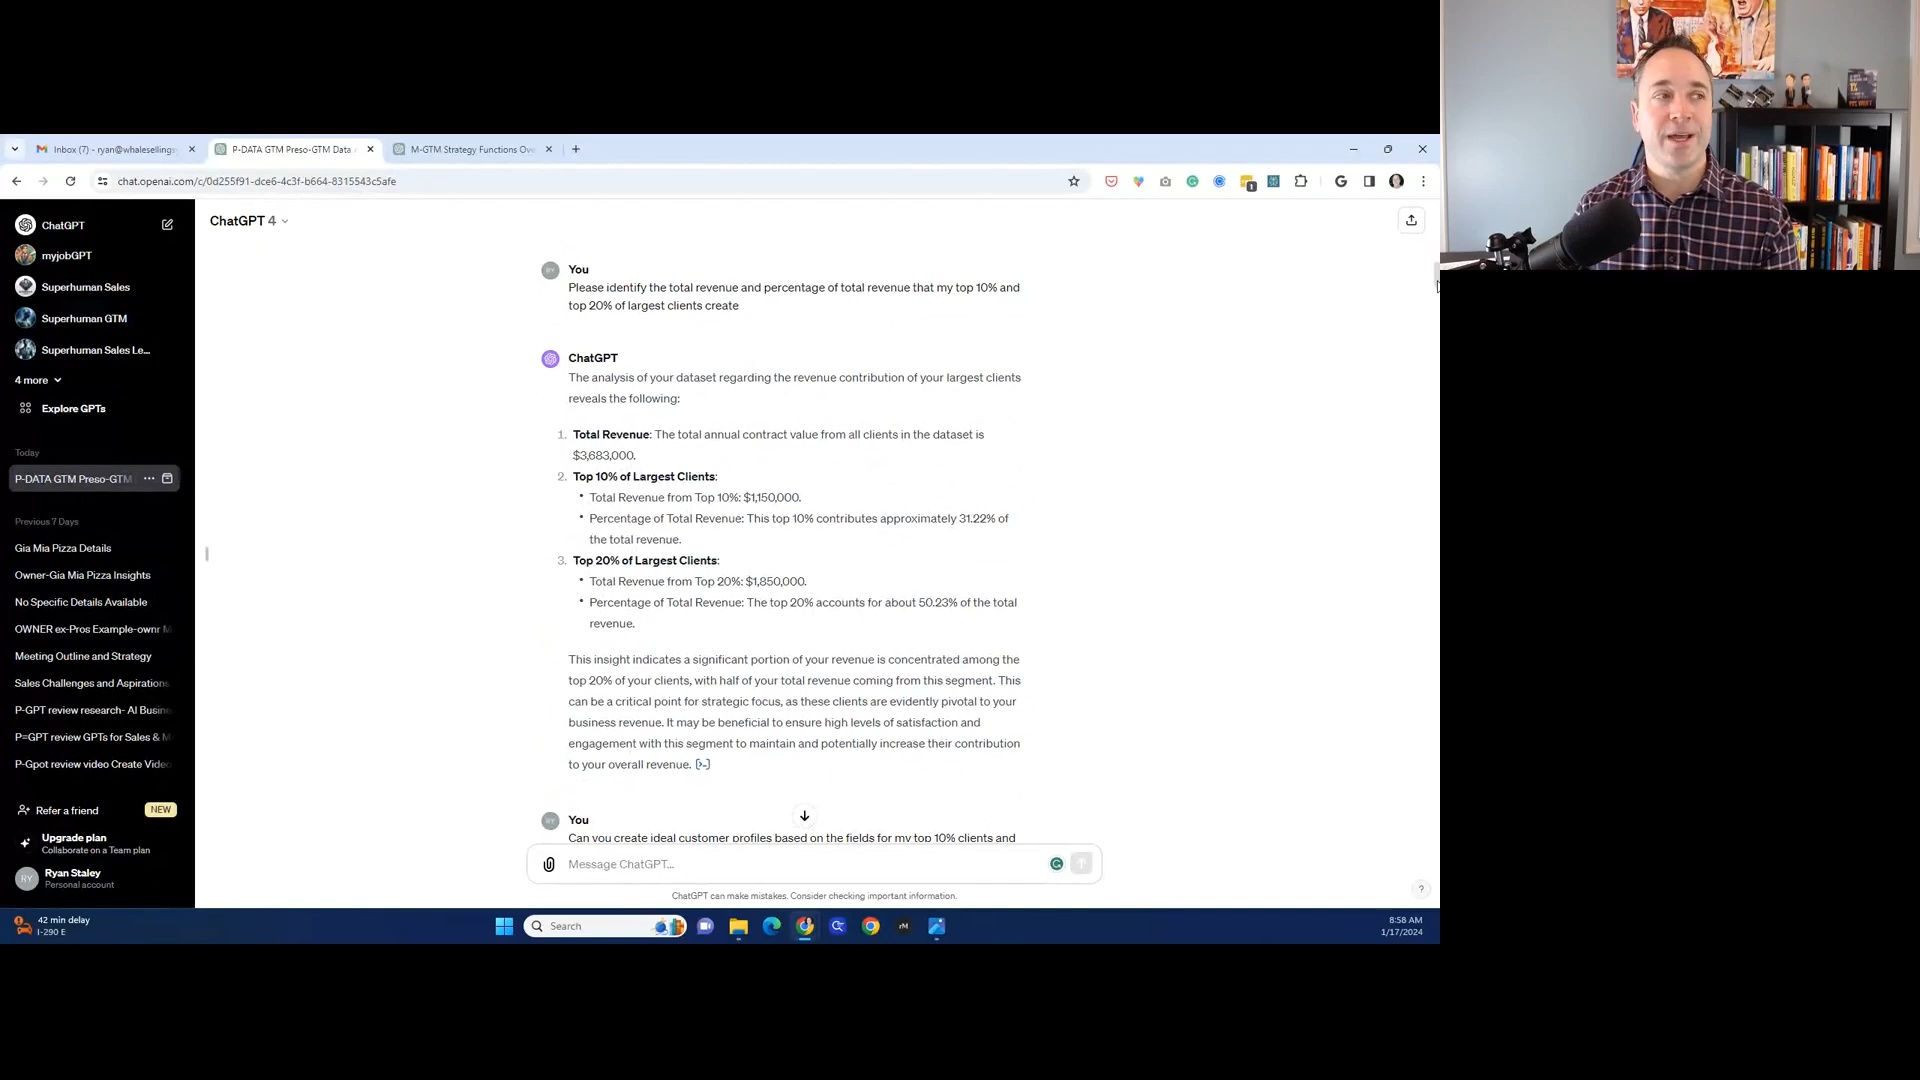 Inbox (7) - ryan@whalesellings
P-DATA GTM Preso-GTM Data
M-GTM Strategy Functions Ov
chat.openai.com/c/0d255f91-dce6-4c3f-b664-8315543c5afe
ChatGPT
myjobGPT
Superhuman Sales
Superhuman GTM
Superhuman Sales Le...
4 more
Explore GPTs
Today
P-DATA GTM Preso-GTM
Previous 7 Days
Gia Mia Pizza Details
Owner-Gia Mia Pizza Insights
No Specific Details Available
OWNER ex-Pros Example-ownr M
Meeting Outline and Strategy
Sales Challenges and Aspirations
P-GPT review research- AI Busine
P=GPT review GPTs for Sales & M
P-Gpot review video Create Video
Refer a friend
NEW
Upgrade plan
Collaborate on a Team plan
RY
Ryan Staley
Personal account
ChatGPT 4
You
Please identify the total revenue and percentage of total revenue that my top 10% and
top 20% of largest clients create
ChatGPT
The analysis of your dataset regarding the revenue contribution of your largest clients
reveals the following:
1. Total Revenue: The total annual contract value from all clients in the dataset is
$3,683,000.
2. Top 10% of Largest Clients:
• Total Revenue from Top 10%: $1,150,000.
• Percentage of Total Revenue: This top 10% contributes approximately 31.22% of
the total revenue.
3. Top 20% of Largest Clients:
• Total Revenue from Top 20%: $1,850,000.
• Percentage of Total Revenue: The top 20% accounts for about 50.23% of the total
revenue.
This insight indicates a significant portion of your revenue is concentrated among the
top 20% of your clients, with half of your total revenue coming from this segment. This
can be a critical point for strategic focus, as these clients are evidently pivotal to your
business revenue. It may be beneficial to ensure high levels of satisfaction and
engagement with this segment to maintain and potentially increase their contribution
to your overall revenue. [>-]
You
Can you create ideal customer profiles based on the fields for my top 10% clients and
Message ChatGPT...
ChatGPT can make mistakes. Consider checking important information.
?
42 min delay
I-290 E
Search
rM
8:58 AM
1/17/2024